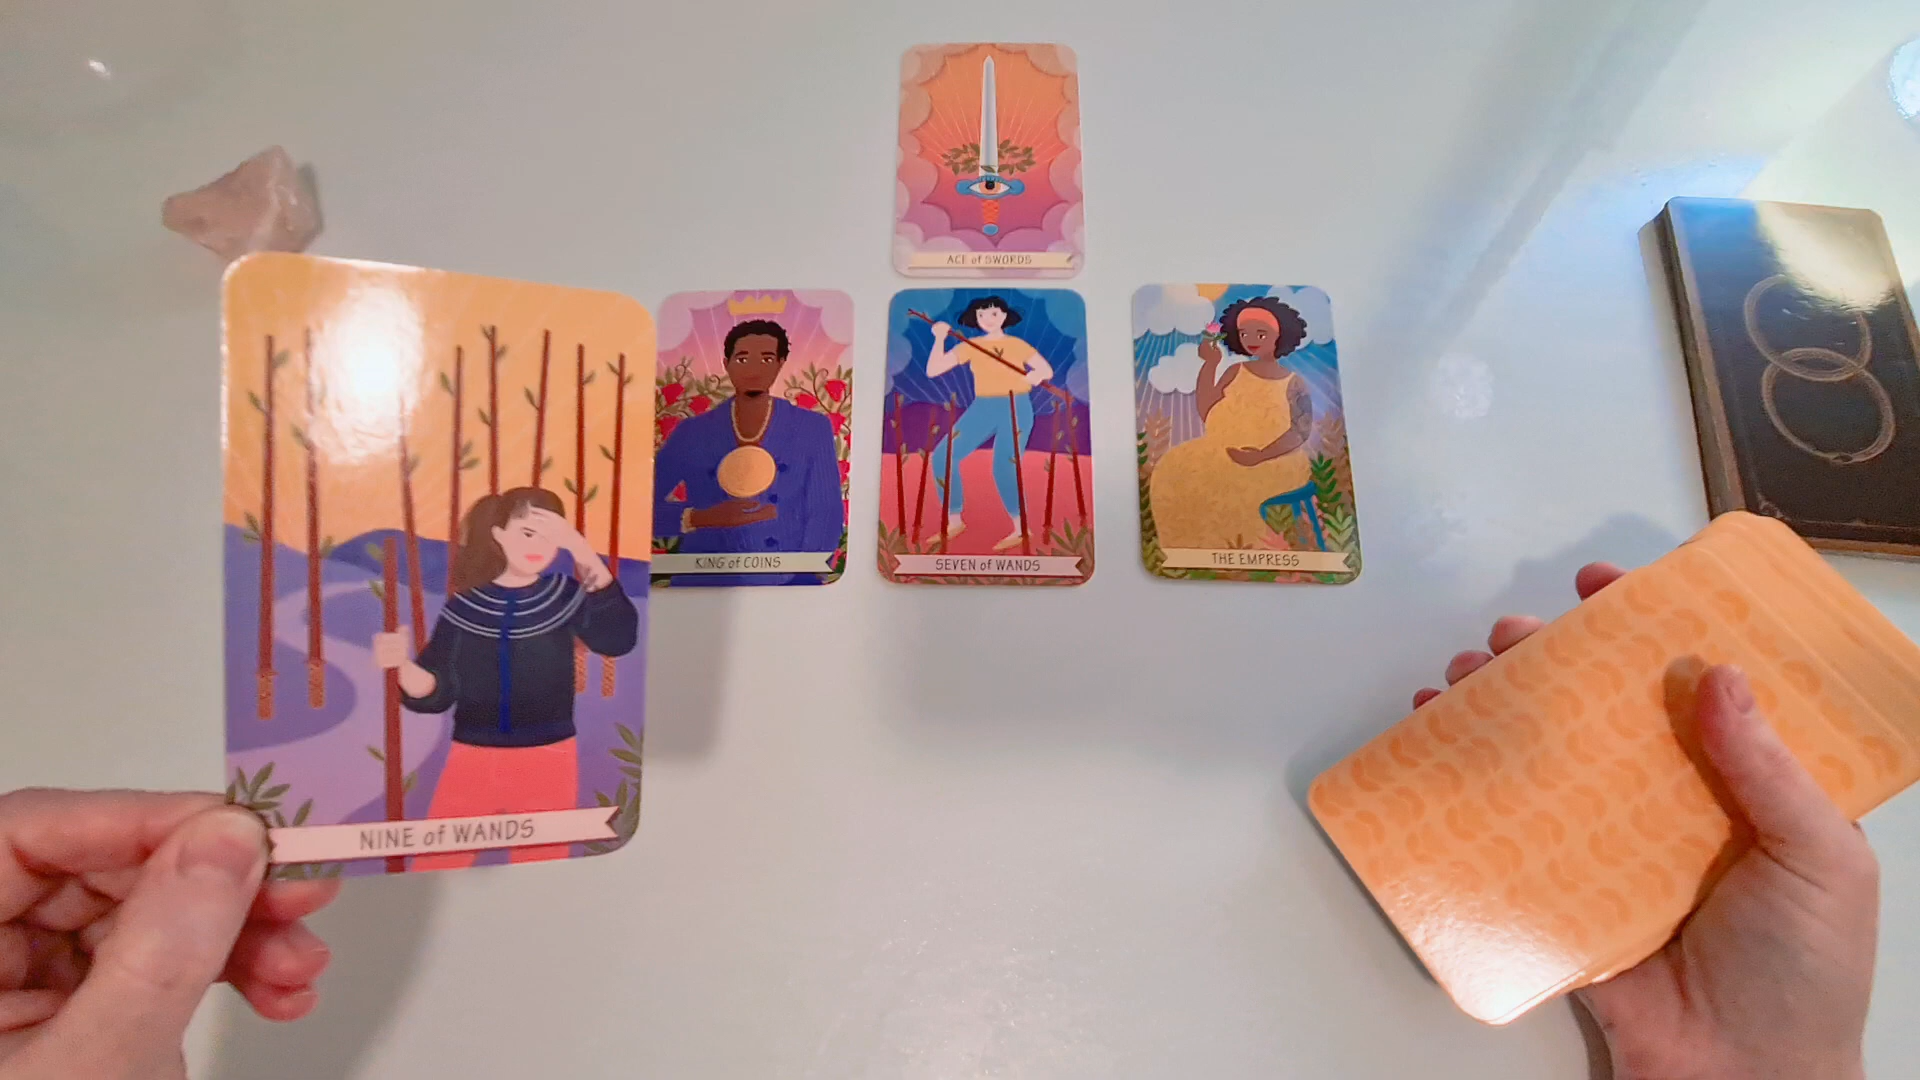 ACE of SWORDS
KING of COINS
SEVEN of WANDS
THE EMPRESS
NINE of WANDS